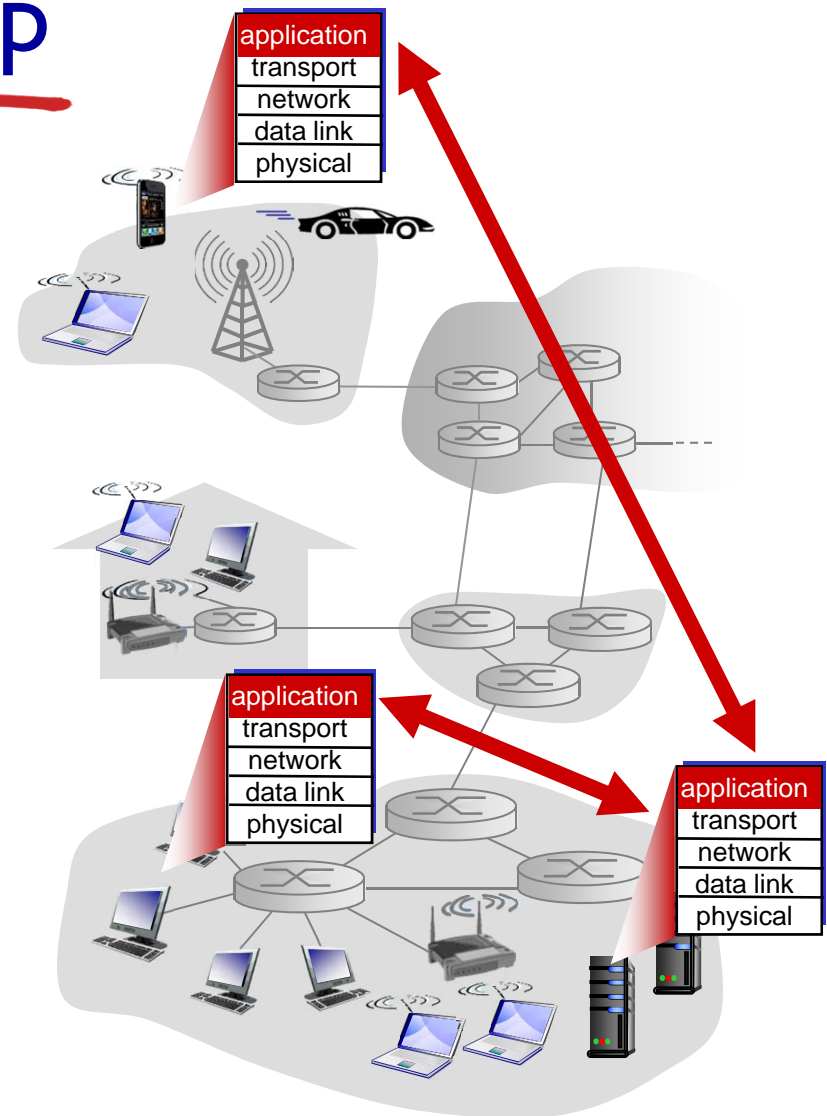 p
application
transport
network
data link
physical
application
transport
network
data link
physical
application
transport
network
data link
physical